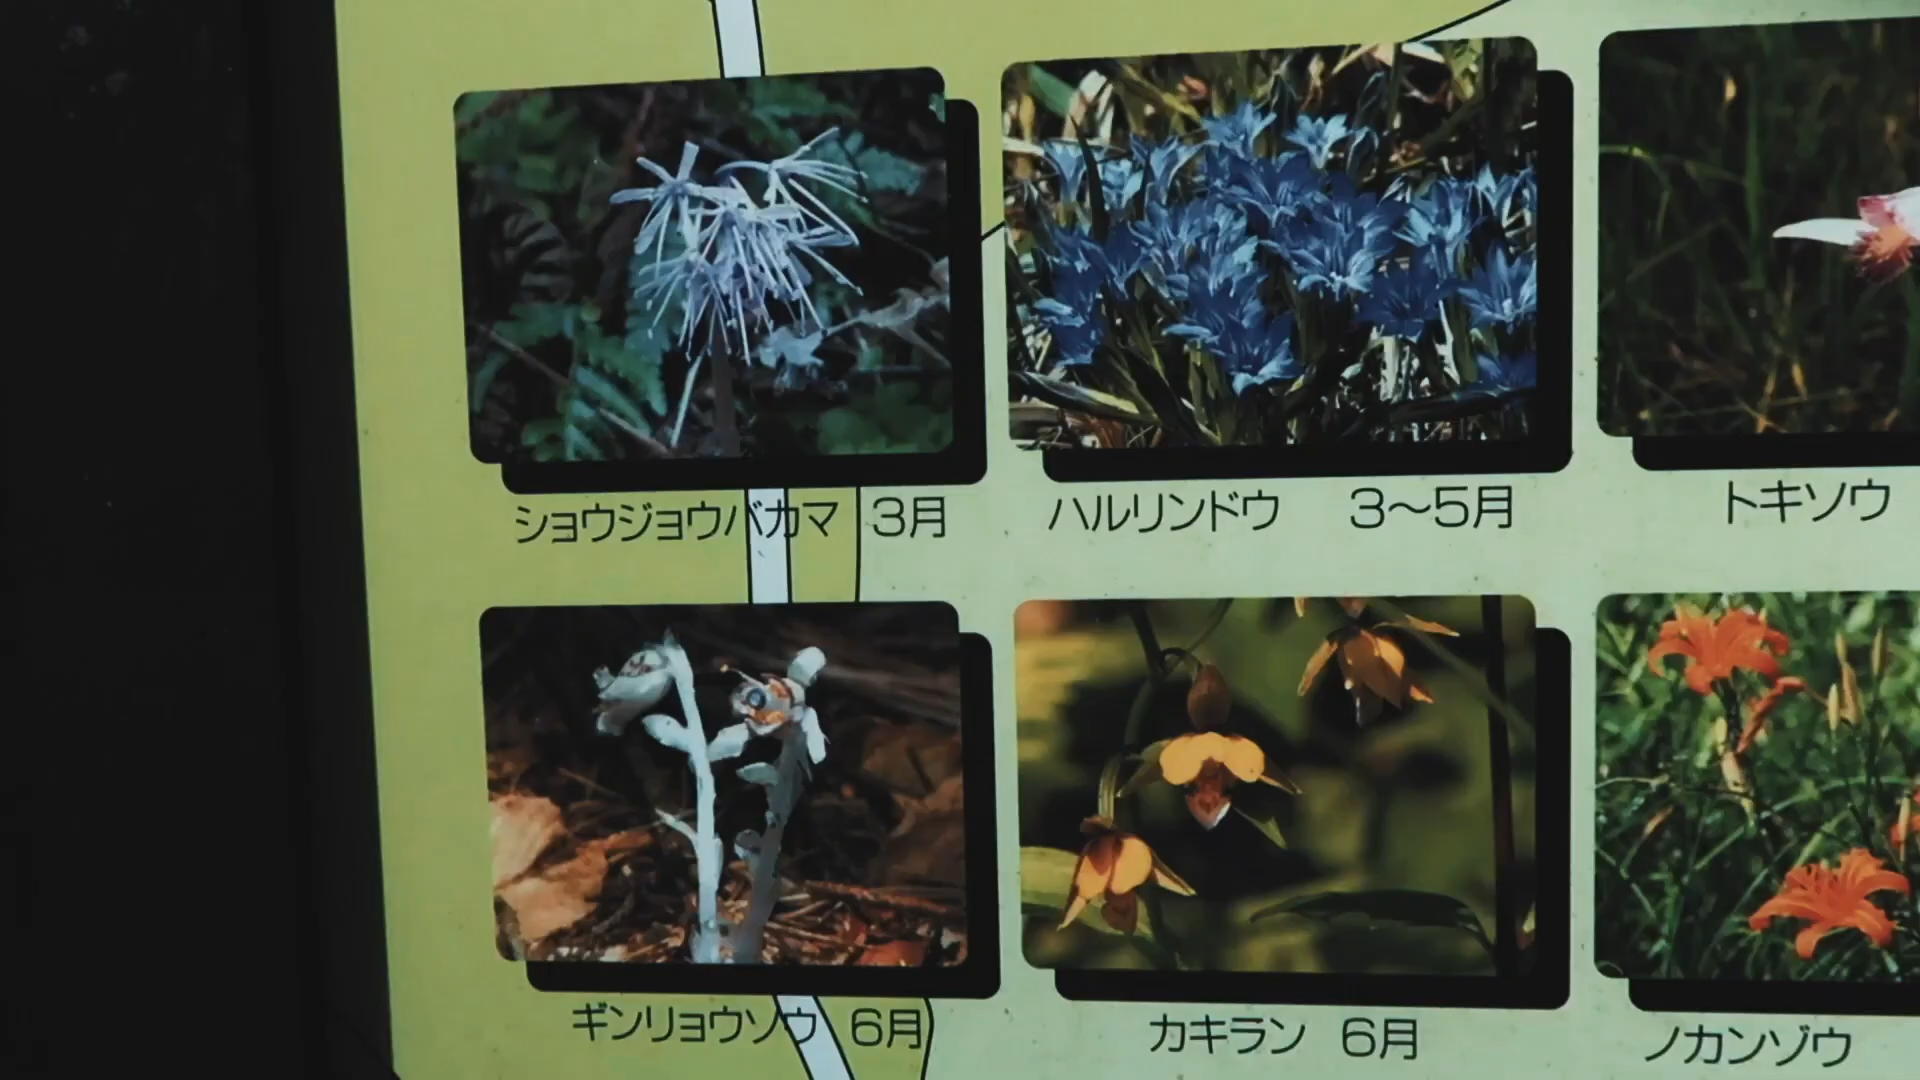 ショウジョウバカマ 3月
ハルリンドウ 3〜5月
トキソウ
ギンリョウソウ 6月
カキラン 6月
ノカンゾウ